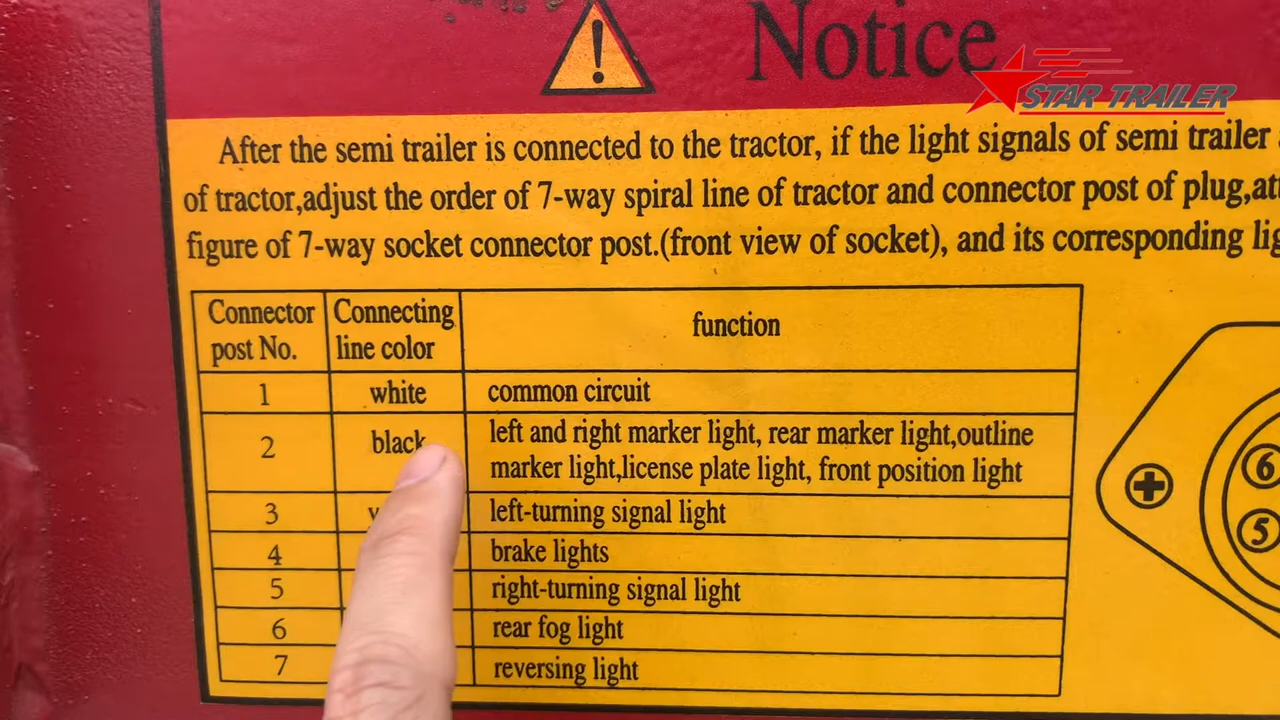 Notice
STAR TRAILER
After the semi trailer is connected to the tractor, if the light signals of semi trailer
of tractor,adjust the order of 7-way spiral line of tractor and connector post of plug,
figure of 7-way socket connector post.(front view of socket), and its corresponding
Connector post No. Connecting line color function
1 white common circuit
2 black left and right marker light, rear marker light,outline
marker light,license plate light, front position light
3 left-turning signal light
4 brake lights
5 right-turning signal light
6 rear fog light
7 reversing light
6
5